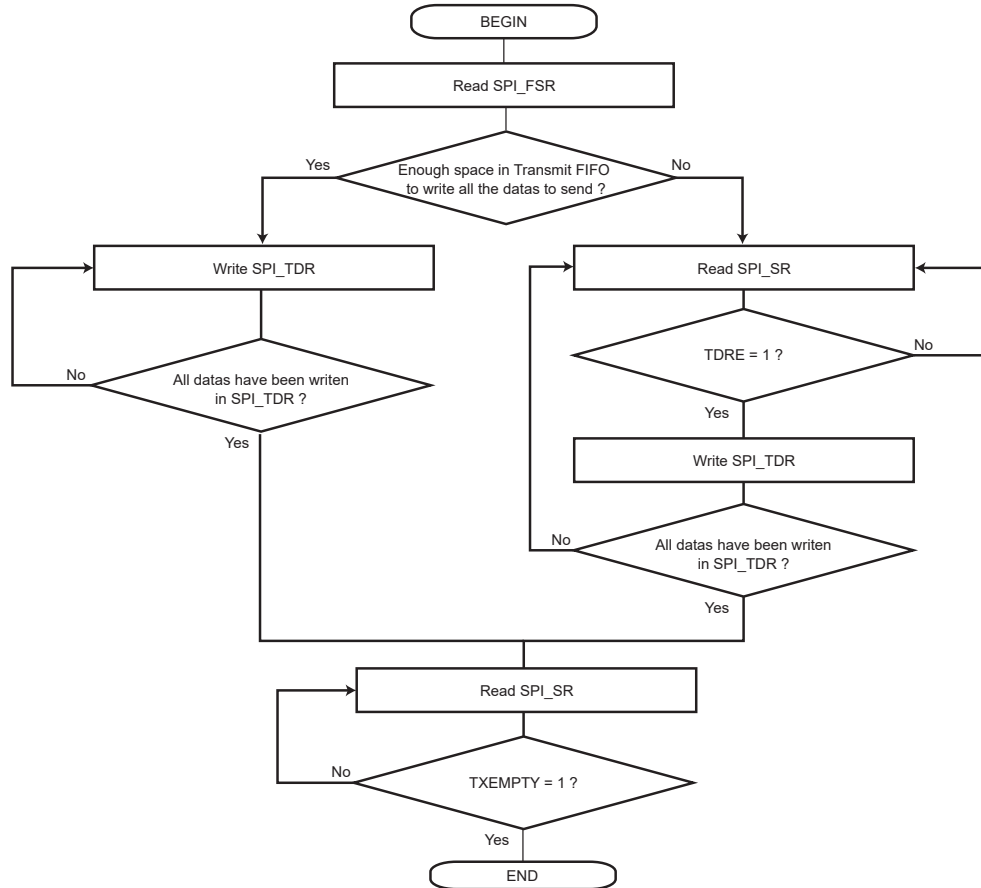 BEGIN
Read SPI_FSR
Yes
Enough space in Transmit FIFO
to write all the datas to send ?
No
Write SPI_TDR
Read SPI_SR
TDRE = 1 ?
No
No
All datas have been writen
in SPI_TDR ?
Yes
Yes
Write SPI_TDR
No
All datas have been writen
in SPI_TDR ?
Yes
Read SPI_SR
No
TXEMPTY = 1 ?
Yes
END